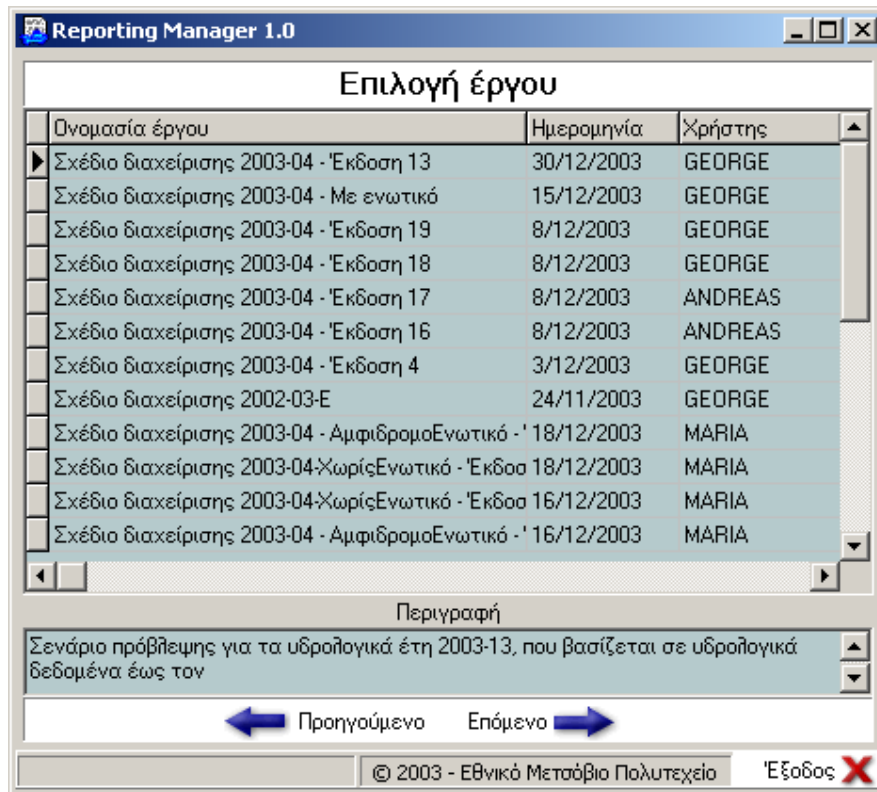 Reporting Manager 1.0
Επιλογή έργου
Ονομασία έργου Ημερομηνία Χρήστης
Σχέδιο διαχείρισης 2003-04 - Έκδοση 13 30/12/2003 GEORGE
Σχέδιο διαχείρισης 2003-04 - Με ενωτικό 15/12/2003 GEORGE
Σχέδιο διαχείρισης 2003-04 - Έκδοση 19 8/12/2003 GEORGE
Σχέδιο διαχείρισης 2003-04 - Έκδοση 18 8/12/2003 GEORGE
Σχέδιο διαχείρισης 2003-04 - Έκδοση 17 8/12/2003 ANDREAS
Σχέδιο διαχείρισης 2003-04 - Έκδοση 16 8/12/2003 ANDREAS
Σχέδιο διαχείρισης 2003-04 - Έκδοση 4 3/12/2003 GEORGE
Σχέδιο διαχείρισης 2002-03-Ε 24/11/2003 GEORGE
Σχέδιο διαχείρισης 2003-04 - ΑμφιδρομοΕνωτικό - ' 18/12/2003 MARIA
Σχέδιο διαχείρισης 2003-04-ΧωρίςΕνωτικό - Έκδοσ 18/12/2003 MARIA
Σχέδιο διαχείρισης 2003-04-ΧωρίςΕνωτικό - Έκδοσ 16/12/2003 MARIA
Σχέδιο διαχείρισης 2003-04 - ΑμφιδρομοΕνωτικό - ' 16/12/2003 MARIA
Περιγραφή
Σενάριο πρόβλεψης για τα υδρολογικά έτη 2003-13, που βασίζεται σε υδρολογικά
δεδομένα έως τον
Προηγούμενο Επόμενο
© 2003 - Εθνικό Μετσόβιο Πολυτεχείο Έξοδος